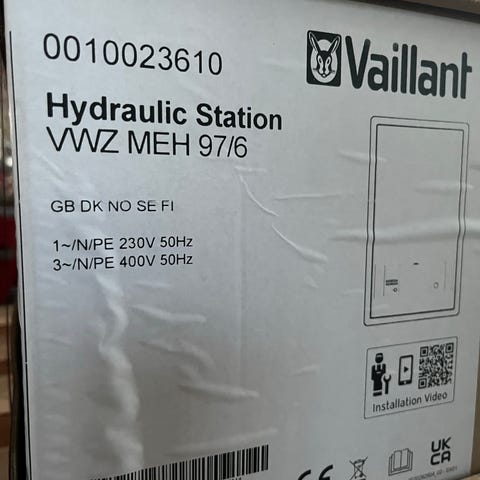 0010023610
Vaillant
Hydraulic Station
VWZ MEH 97/6
GB DK NO SE FI
1~/N/PE 230V 50Hz
3~/N/PE 400V 50Hz
Installation Video
CE
UK
CA